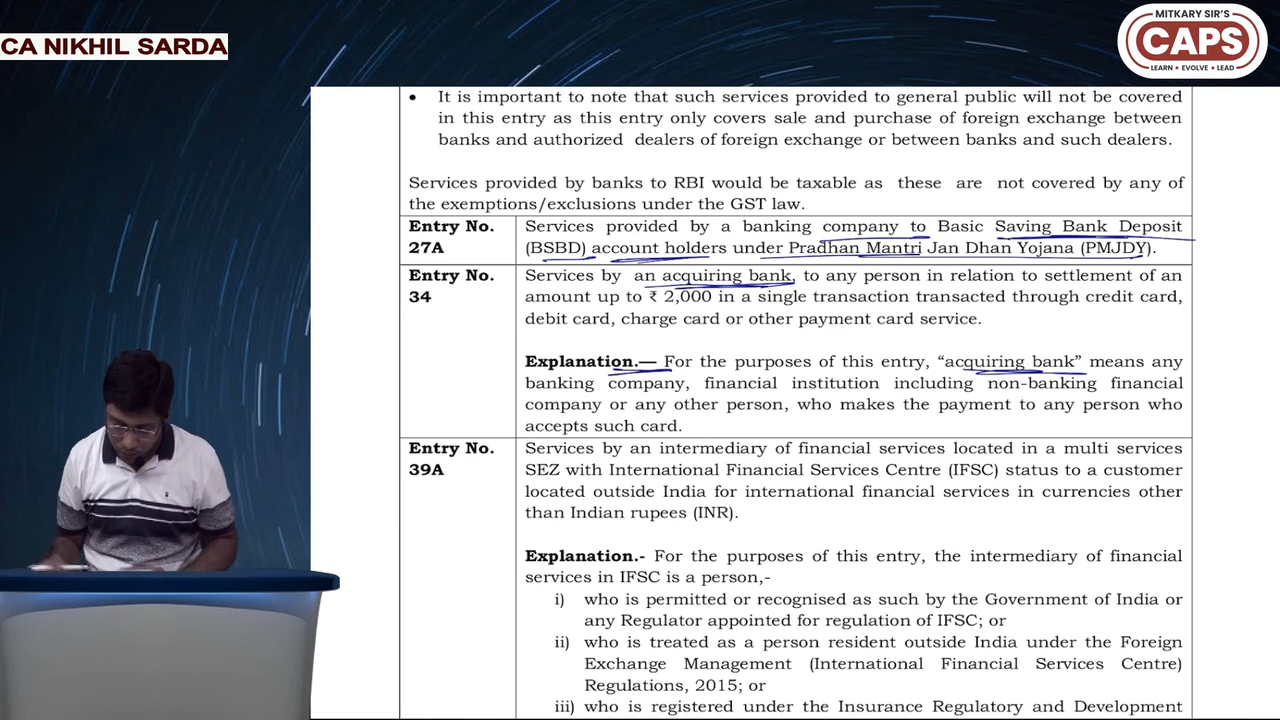 CA NIKHIL SARDA
MITKARY SIR'S
CAPS
LEARN • EVOLVE • LEAD
• It is important to note that such services provided to general public will not be covered
in this entry as this entry only covers sale and purchase of foreign exchange between
banks and authorized dealers of foreign exchange or between banks and such dealers.
Services provided by banks to RBI would be taxable as these are not covered by any of
the exemptions/exclusions under the GST law.
Entry No.
27A
Services provided by a banking company to Basic Saving Bank Deposit
(BSBD) account holders under Pradhan Mantri Jan Dhan Yojana (PMJDY).
Entry No.
34
Services by an acquiring bank, to any person in relation to settlement of an
amount up to ₹ 2,000 in a single transaction transacted through credit card,
debit card, charge card or other payment card service.
Explanation.— For the purposes of this entry, “acquiring bank” means any
banking company, financial institution including non-banking financial
company or any other person, who makes the payment to any person who
accepts such card.
Entry No.
39A
Services by an intermediary of financial services located in a multi services
SEZ with International Financial Services Centre (IFSC) status to a customer
located outside India for international financial services in currencies other
than Indian rupees (INR).
Explanation.- For the purposes of this entry, the intermediary of financial
services in IFSC is a person,-
i) who is permitted or recognised as such by the Government of India or
any Regulator appointed for regulation of IFSC; or
ii) who is treated as a person resident outside India under the Foreign
Exchange Management (International Financial Services Centre)
Regulations, 2015; or
iii) who is registered under the Insurance Regulatory and Development